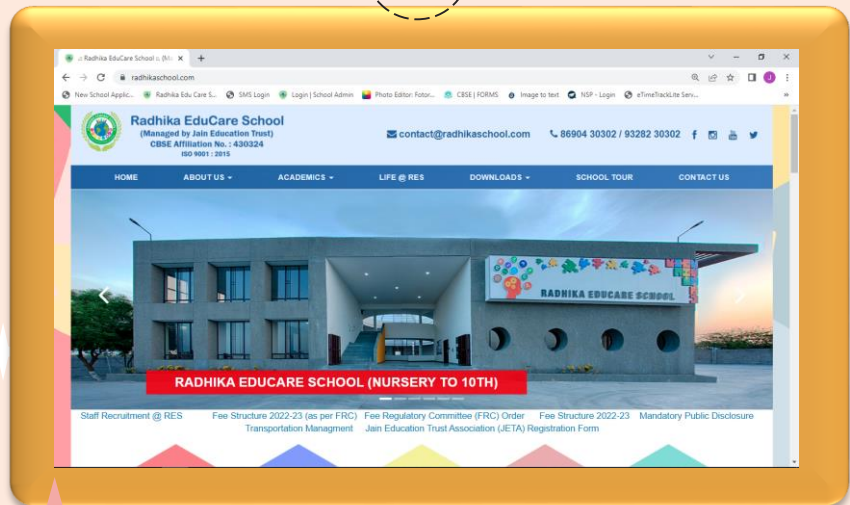 .:: Radhika EduCare School ::. (Ma
radhikaschool.com
New School Applic... Radhika Edu Care S... SMS Login Login | School Admin Photo Editor: Fotor... CBSE | FORMS Image to text NSP - Login eTimeTrackLite Serv...
Radhika EduCare School
(Managed by Jain Education Trust)
CBSE Affiliation No. : 430324
ISO 9001 : 2015
contact@radhikaschool.com 86904 30302 / 93282 30302
HOME ABOUT US ACADEMICS LIFE @ RES DOWNLOADS SCHOOL TOUR CONTACT US
RADHIKA EDUCARE SCHOOL
RADHIKA EDUCARE SCHOOL (NURSERY TO 10TH)
Staff Recruitment @ RES Fee Structure 2022-23 (as per FRC) Fee Regulatory Committee (FRC) Order Fee Structure 2022-23 Mandatory Public Disclosure
Transportation Managment Jain Education Trust Association (JETA) Registration Form